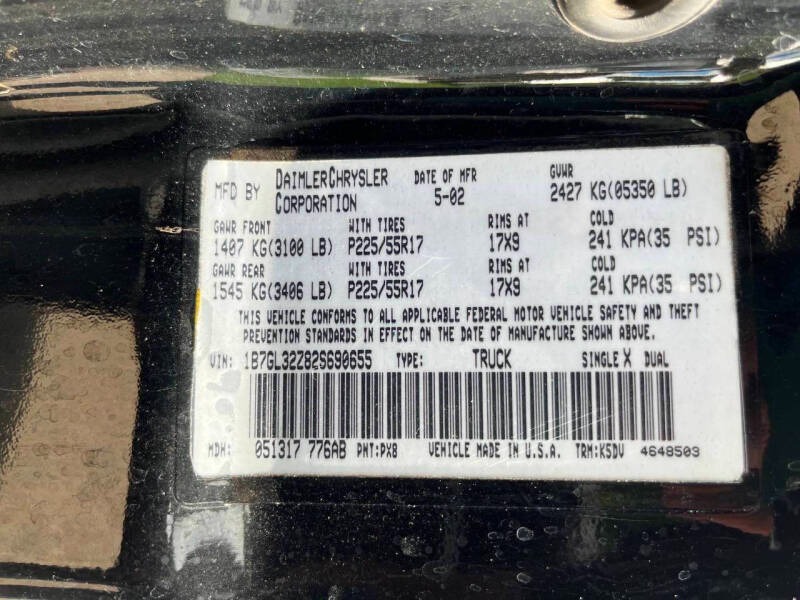 MFD BY DAIMLERCHRYSLER CORPORATION DATE OF MFR 5-02 GVWR 2427 KG(05350 LB)
GAWR FRONT WITH TIRES RIMS AT COLD
1407 KG(3100 LB) P225/55R17 17X9 241 KPA(35 PSI)
GAWR REAR WITH TIRES RIMS AT COLD
1545 KG(3406 LB) P225/55R17 17X9 241 KPA(35 PSI)
THIS VEHICLE CONFORMS TO ALL APPLICABLE FEDERAL MOTOR VEHICLE SAFETY AND THEFT
PREVENTION STANDARDS IN EFFECT ON THE DATE OF MANUFACTURE SHOWN ABOVE.
VIN: 1B7GL32Z82S690655 TYPE: TRUCK SINGLE X DUAL
MDH: 051317 776AB PNT:PX8 VEHICLE MADE IN U.S.A. TRM:K5DV 4648503